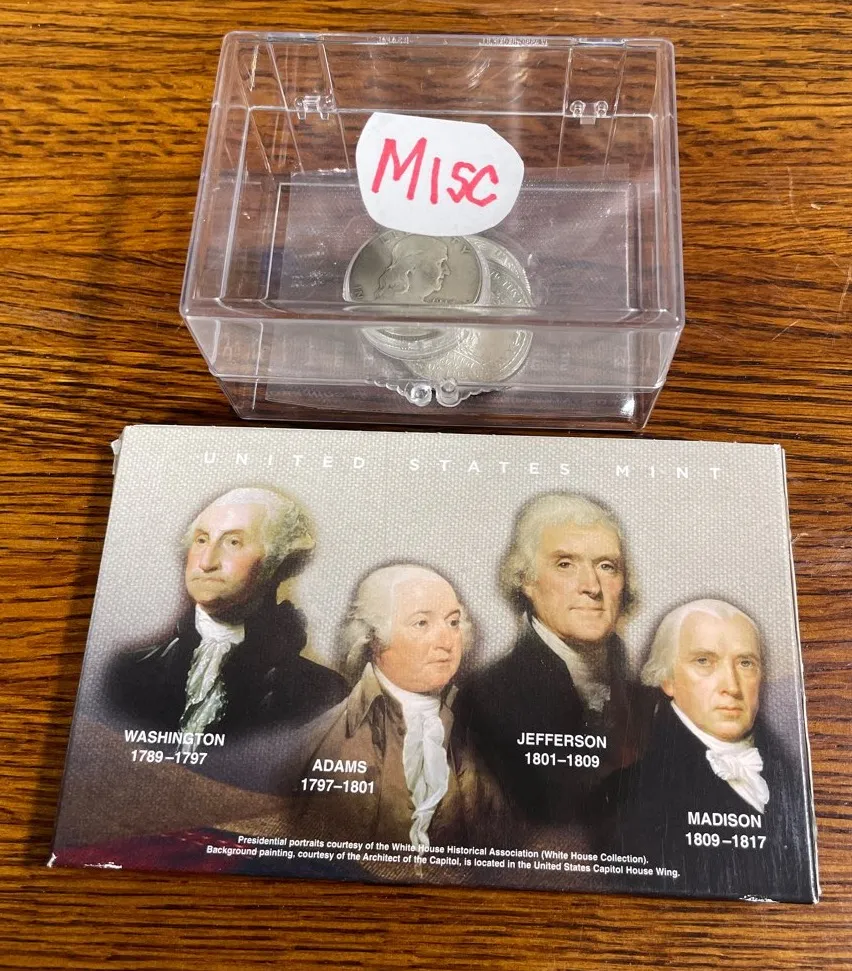 MISC
UNITED STATES MINT
WASHINGTON
1789–1797
ADAMS
1797–1801
JEFFERSON
1801–1809
MADISON
1809–1817
Presidential portraits courtesy of the White House Historical Association (White House Collection).
Background painting, courtesy of the Architect of the Capitol, is located in the United States Capitol House Wing.